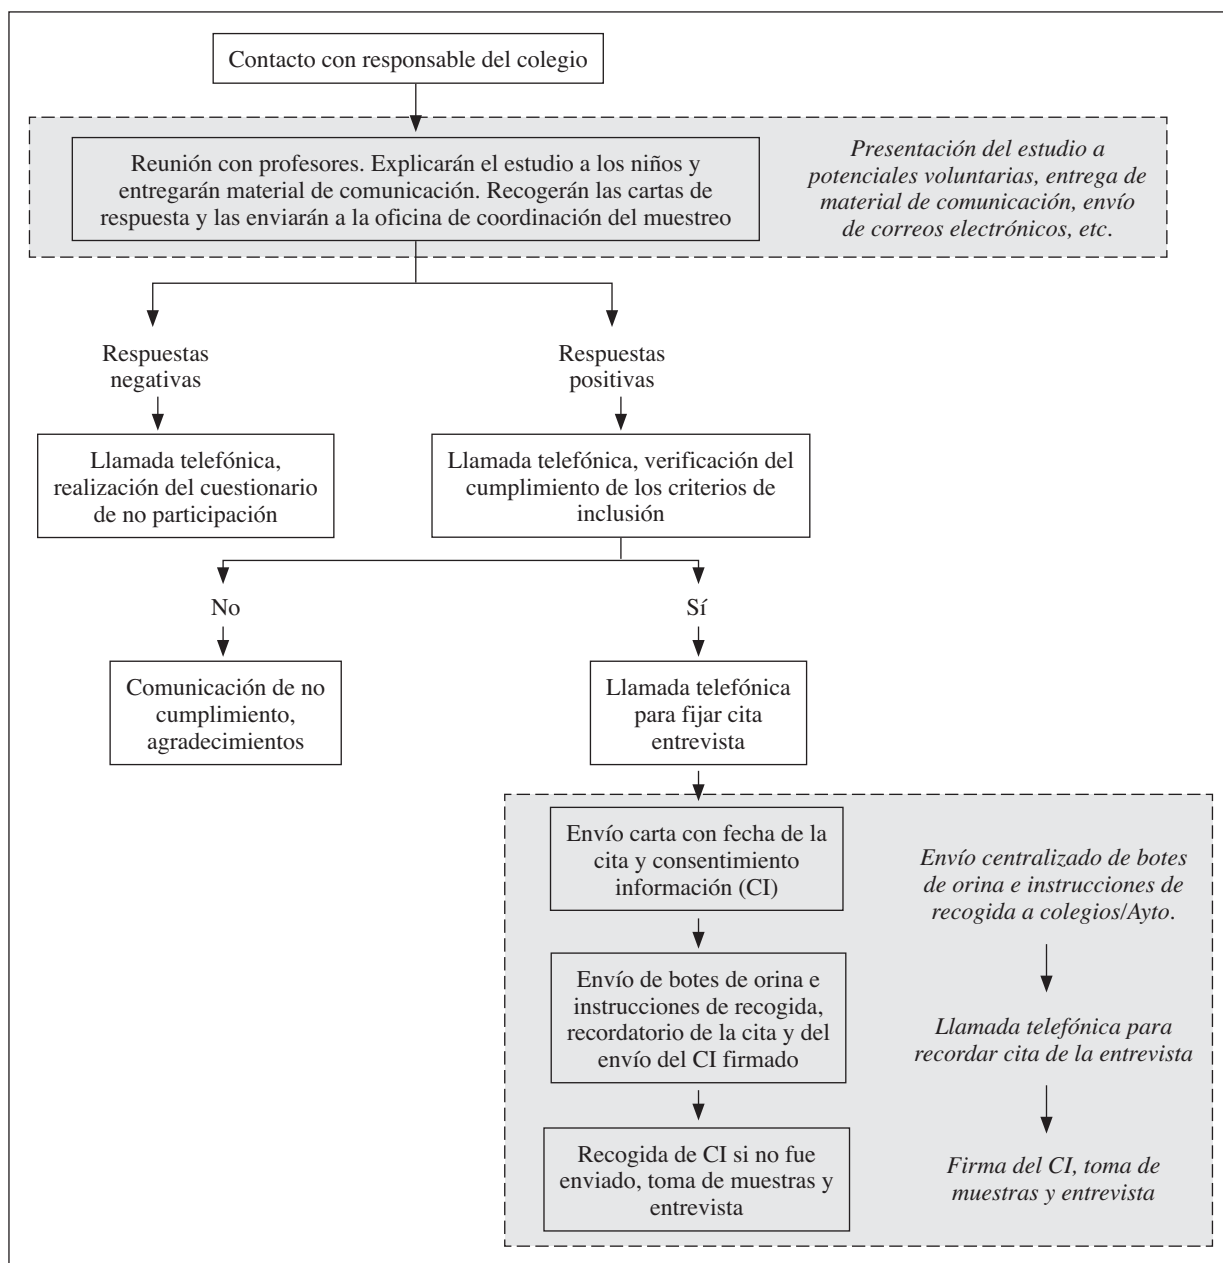 Contacto con responsable del colegio
Reunión con profesores. Explicarán el estudio a los niños y
entregarán material de comunicación. Recogerán las cartas de
respuesta y las enviarán a la oficina de coordinación del muestreo
Presentación del estudio a
potenciales voluntarias, entrega de
material de comunicación, envío
de correos electrónicos, etc.
Respuestas
negativas
Respuestas
positivas
Llamada telefónica,
realización del cuestionario
de no participación
Llamada telefónica, verificación del
cumplimiento de los criterios de
inclusión
No
Sí
Comunicación de no
cumplimiento,
agradecimientos
Llamada telefónica
para fijar cita
entrevista
Envío carta con fecha de la
cita y consentimiento
información (CI)
Envío de botes de orina e
instrucciones de recogida,
recordatorio de la cita y del
envío del CI firmado
Recogida de CI si no fue
enviado, toma de muestras y
entrevista
Envío centralizado de botes
de orina e instrucciones de
recogida a colegios/Ayto.
Llamada telefónica para
recordar cita de la entrevista
Firma del CI, toma de
muestras y entrevista